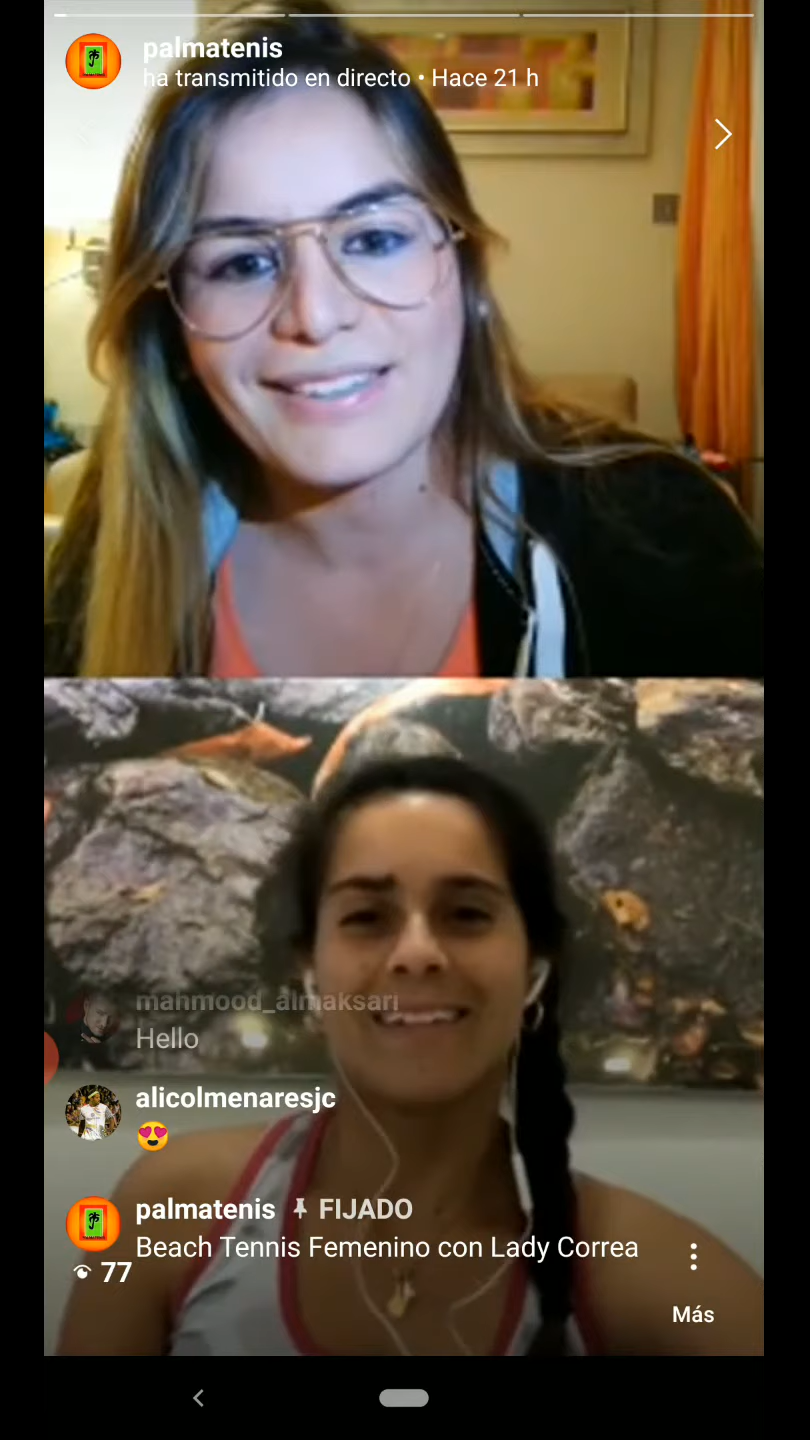 palmatenis
ha transmitido en directo • Hace 21 h
mahmood_almaksari
Hello
alicolmenaresjc
😍
palmatenis FIJADO
Beach Tennis Femenino con Lady Correa
77
Más